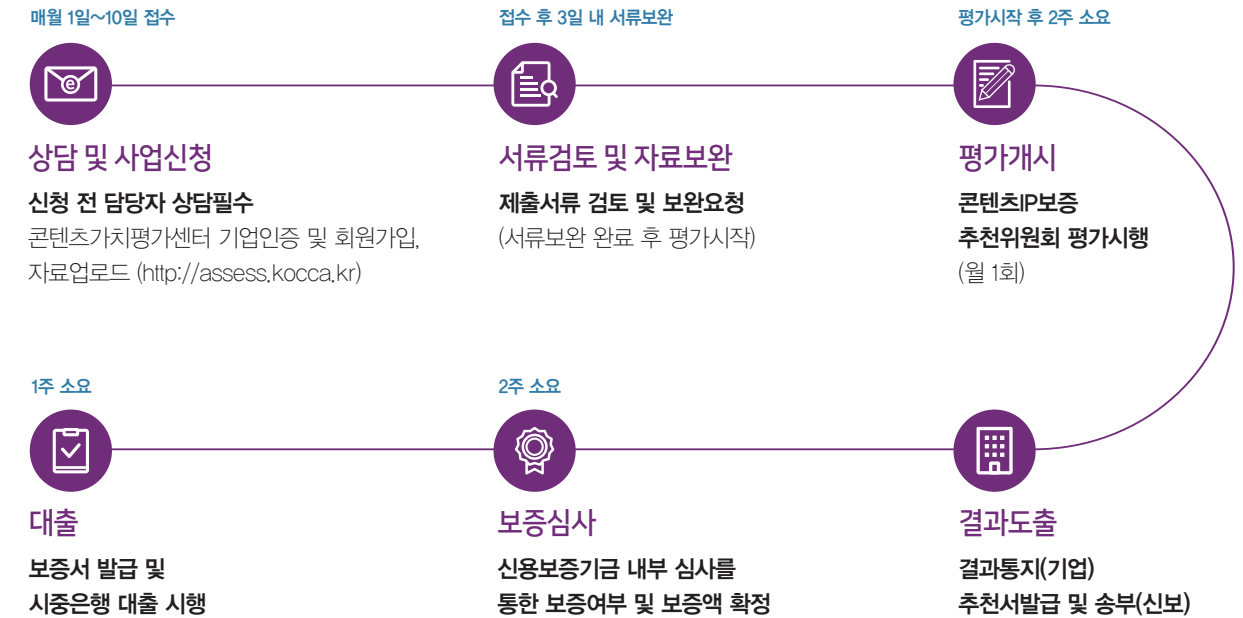 매월 1일~10일 접수
e
상담 및 사업신청
신청 전 담당자 상담필수
콘텐츠가치평가센터 기업인증 및 회원가입,
자료업로드 (http://assess.kocca.kr)
접수 후 3일 내 서류보완
서류검토 및 자료보완
제출서류 검토 및 보완요청
(서류보완 완료 후 평가시작)
평가시작 후 2주 소요
평가개시
콘텐츠IP보증
추천위원회 평가시행
(월 1회)
결과도출
결과통지(기업)
추천서발급 및 송부(신보)
2주 소요
보증심사
신용보증기금 내부 심사를
통한 보증여부 및 보증액 확정
1주 소요
대출
보증서 발급 및
시중은행 대출 시행